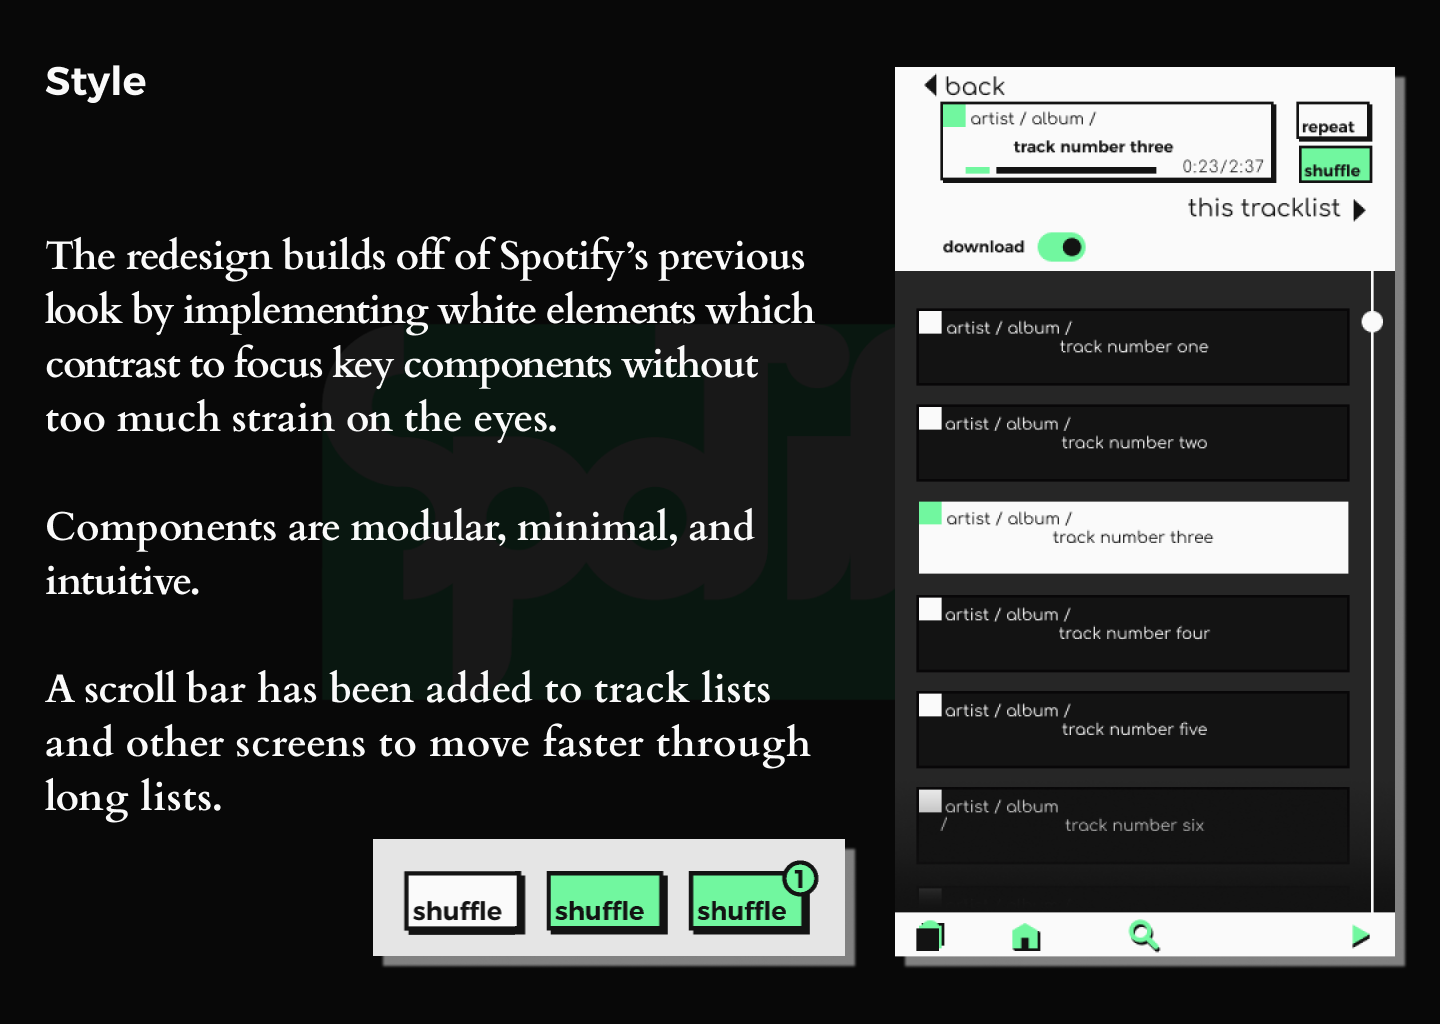 Style
The redesign builds off of Spotify’s previous
look by implementing white elements which
contrast to focus key components without
too much strain on the eyes.
Components are modular, minimal, and
intuitive.
A scroll bar has been added to track lists
and other screens to move faster through
long lists.
shuffle
shuffle
shuffle
1
back
artist / album /
track number three
0:23/2:37
repeat
shuffle
this tracklist
download
artist / album /
track number one
artist / album /
track number two
artist / album /
track number three
artist / album /
track number four
artist / album /
track number five
artist / album
/
track number six